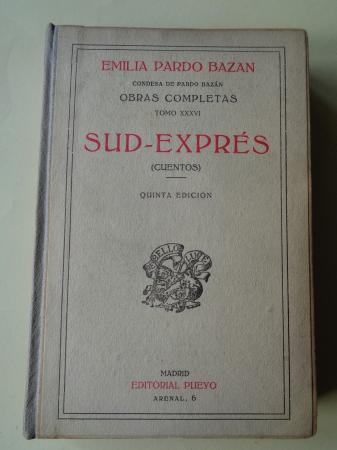 EMILIA PARDO BAZAN
CONDESA DE PARDO BAZÁN
OBRAS COMPLETAS
TOMO XXXVI
SUD-EXPRÉS
(CUENTOS)
QUINTA EDICIÓN
MADRID
EDITORIAL PUEYO
ARENAL, 6